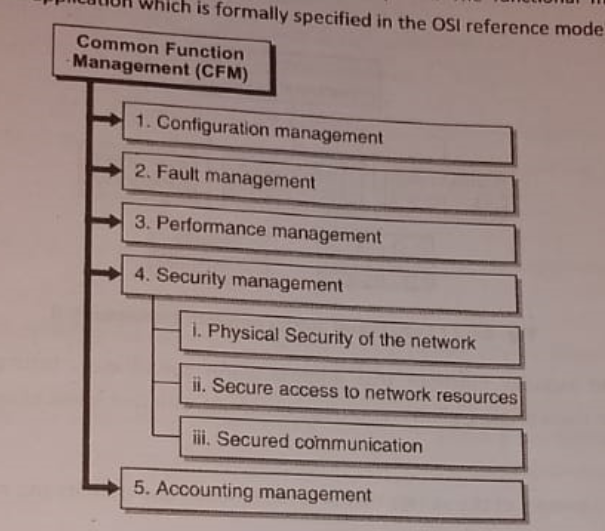 which is formally specified in the OSI reference mode
Common Function
Management (CFM)
1. Configuration management
2. Fault management
3. Performance management
4. Security management
i. Physical Security of the network
ii. Secure access to network resources
iii. Secured communication
5. Accounting management